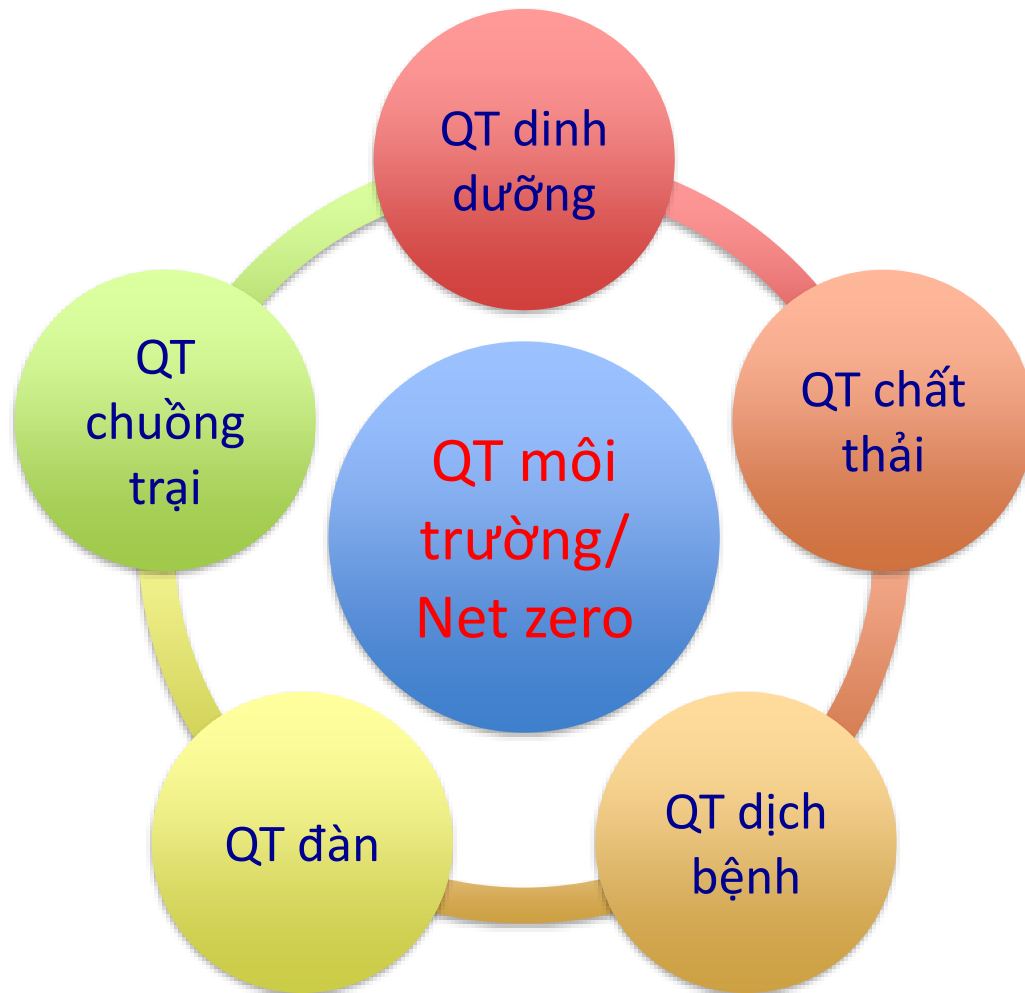 QT dinh
dưỡng
QT chất
thải
QT dịch
bệnh
QT đàn
QT
chuồng
trại
QT môi
trường/
Net zero